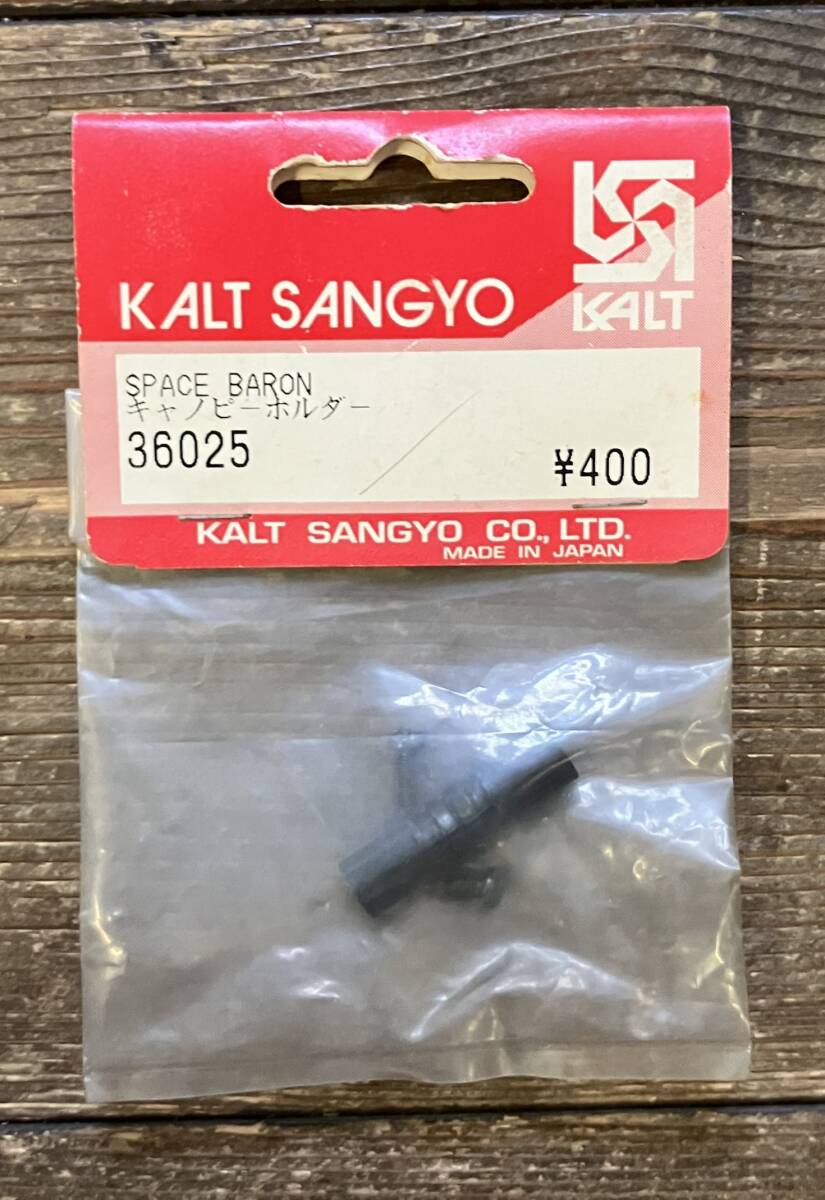 KALT
KALT SANGYO
SPACE BARON
キャノピーホルダー
36025
¥400
KALT SANGYO CO., LTD.
MADE IN JAPAN